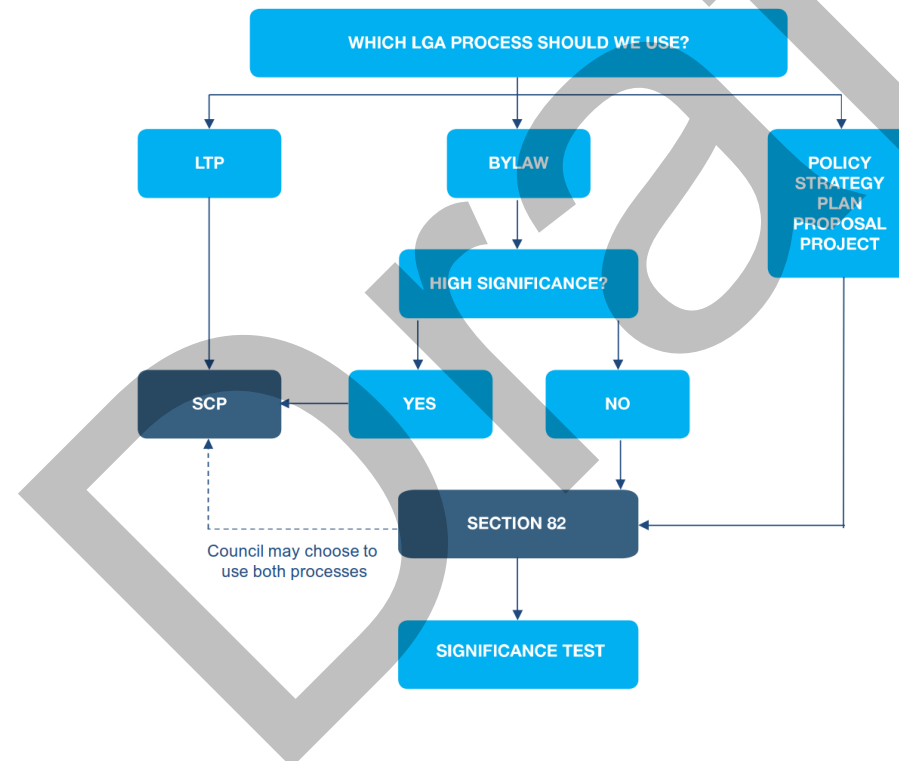 WHICH LGA PROCESS SHOULD WE USE?
LTP
BYLAW
POLICY
STRATEGY
PLAN
PROPOSAL
PROJECT
HIGH SIGNIFICANCE?
SCP
YES
NO
SECTION 82
Council may choose to
use both processes
SIGNIFICANCE TEST
Dra